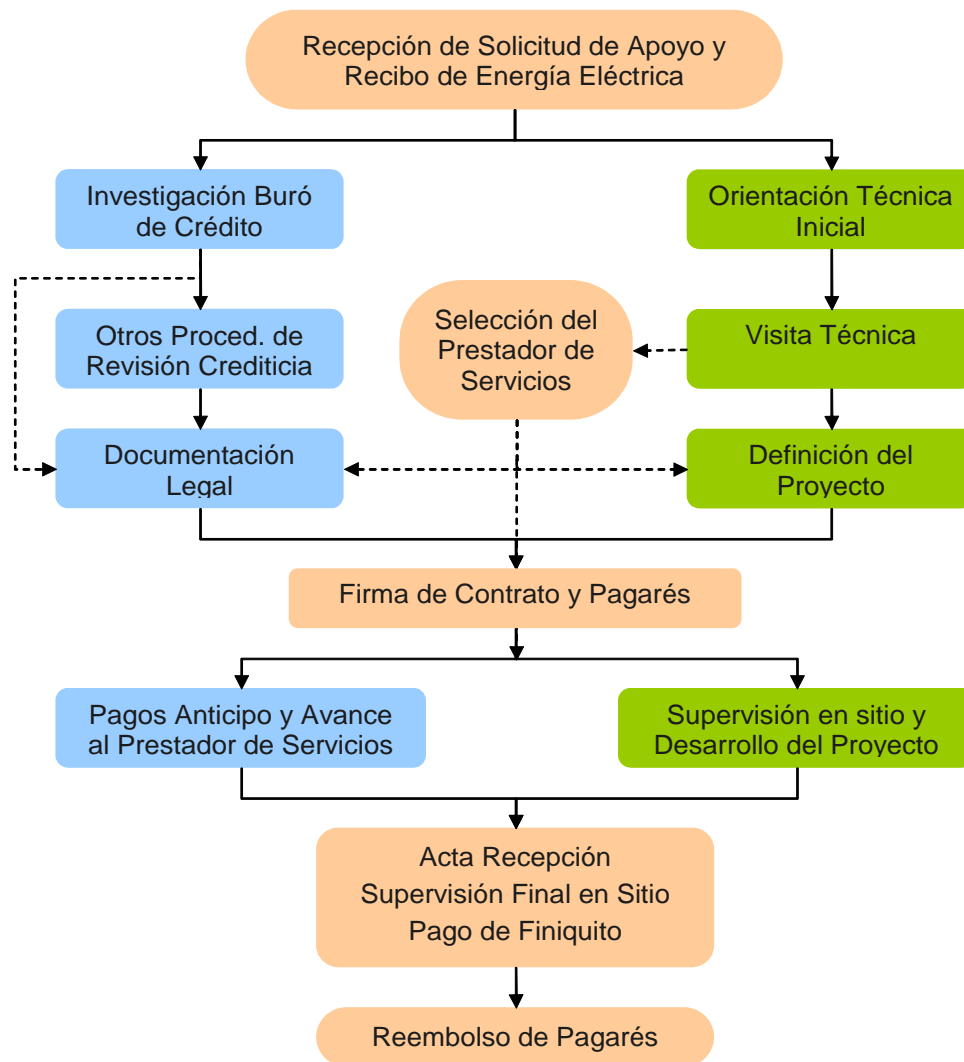 Recepción de Solicitud de Apoyo y
Recibo de Energía Eléctrica
Investigación Buró
de Crédito
Orientación Técnica
Inicial
Otros Proced. de
Revisión Crediticia
Selección del
Prestador de
Servicios
Visita Técnica
Documentación
Legal
Definición del
Proyecto
Firma de Contrato y Pagarés
Pagos Anticipo y Avance
al Prestador de Servicios
Supervisión en sitio y
Desarrollo del Proyecto
Acta Recepción
Supervisión Final en Sitio
Pago de Finiquito
Reembolso de Pagarés